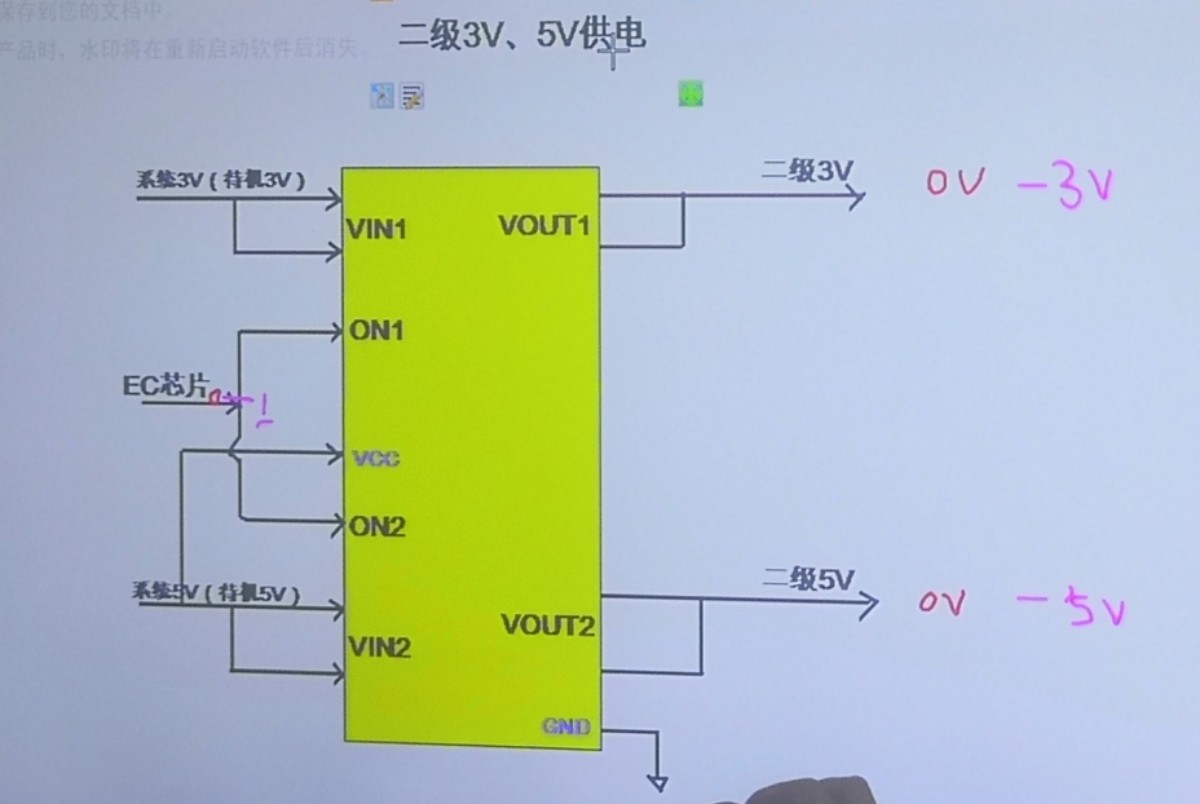 保存到您的文档中。
产品时，水印将在重新启动软件后消失。
二级3V、5V供电
系统3V（待机3V）
二级3V
0V -3V
VIN1
VOUT1
ON1
EC芯片
0-1
VCC
ON2
系统5V（待机5V）
二级5V
0V -5V
VOUT2
VIN2
GND